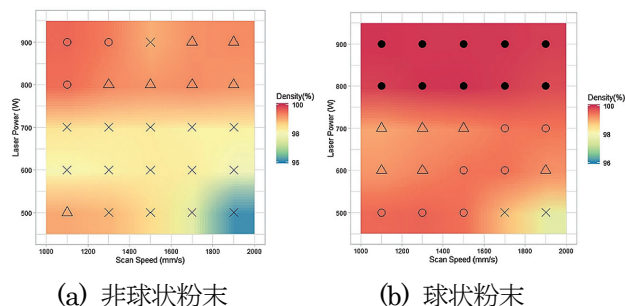 900
800
700
600
500
Laser Power (W)
1000 1200 1400 1600 1800 2000
Scan Speed (mm/s)
Density(%)
100
98
96
(a) 非球状粉末
900
800
700
600
500
Laser Power (W)
1000 1200 1400 1600 1800 2000
Scan Speed (mm/s)
Density(%)
100
98
96
(b) 球状粉末